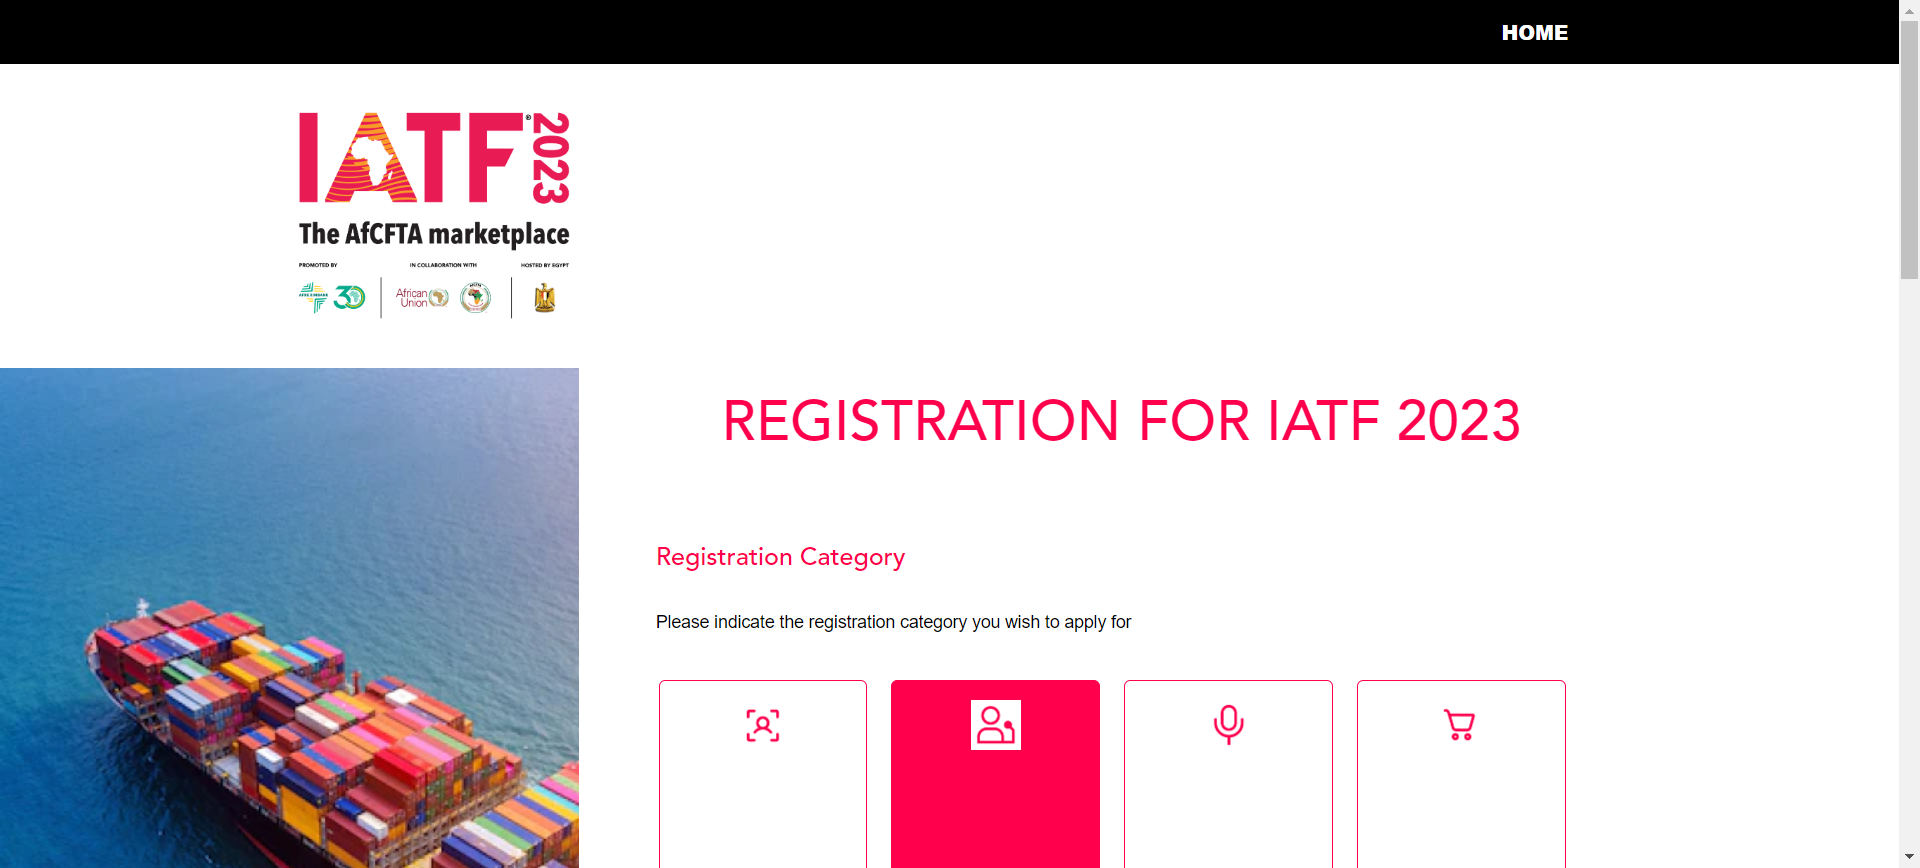 HOME
IATF® 2023
The AfCFTA marketplace
PROMOTED BY
IN COLLABORATION WITH
HOSTED BY EGYPT
AFREXIMBANK
30
African
Union
REGISTRATION FOR IATF 2023
Registration Category
Please indicate the registration category you wish to apply for